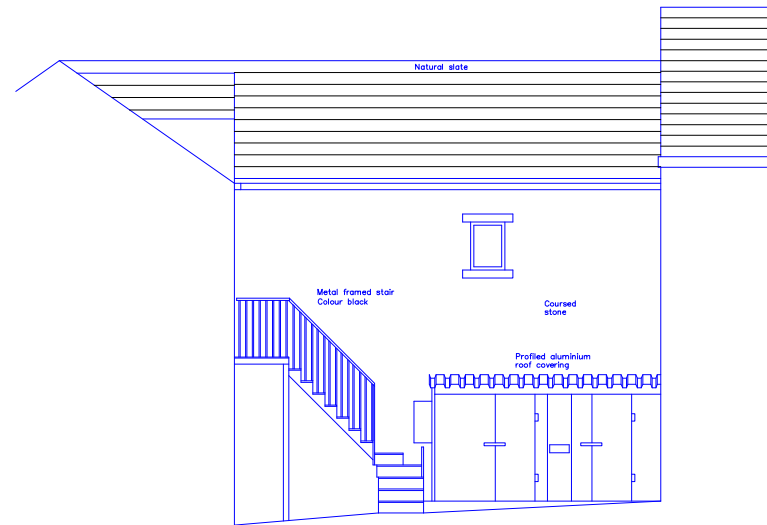 Natural slate
Metal framed stair
Colour black
Coursed
stone
Profiled aluminium
roof covering